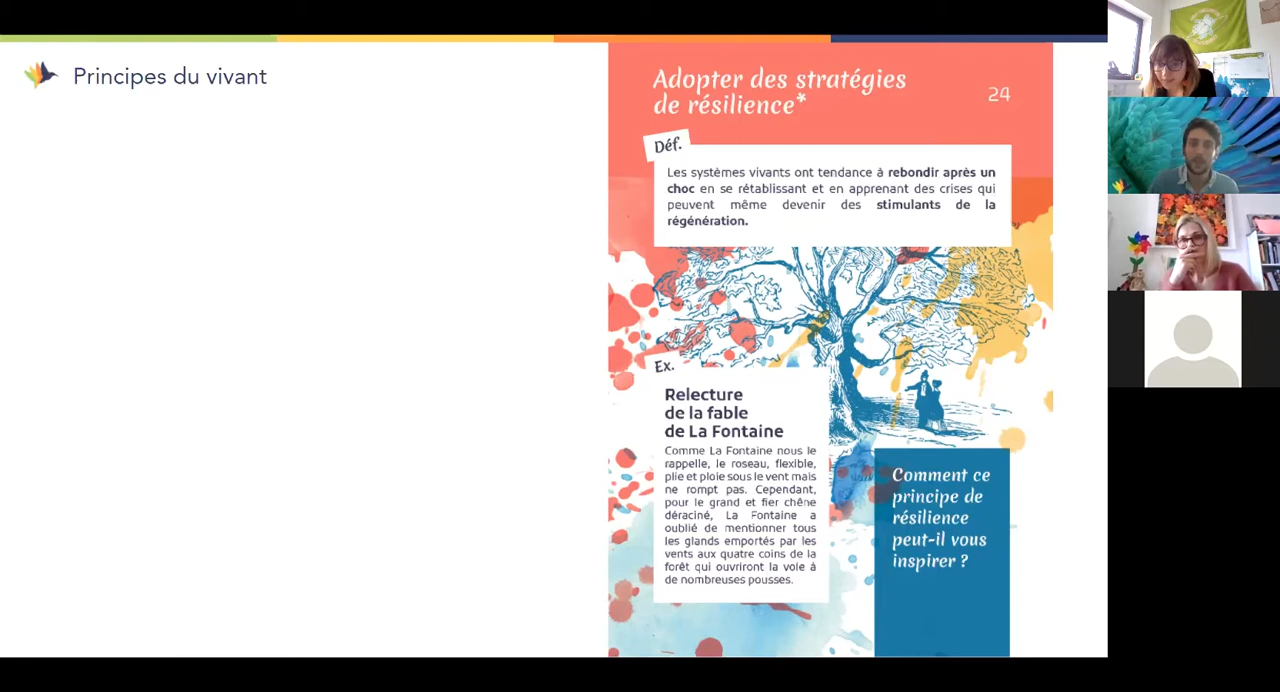 Principes du vivant
Adopter des stratégies
de résilience*
24
Déf.
Les systèmes vivants ont tendance à rebondir après un
choc en se rétablissant et en apprenant des crises qui
peuvent même devenir des stimulants de la
régénération.
Ex.
Relecture
de la fable
de La Fontaine
Comme La Fontaine nous le
rappelle, le roseau, flexible,
plie et ploie sous le vent mais
ne rompt pas. Cependant,
pour le grand et fier chêne
déraciné, La Fontaine a
oublié de mentionner tous
les glands emportés par les
vents aux quatre coins de la
forêt qui ouvriront la voie à
de nombreuses pousses.
Comment ce
principe de
résilience
peut-il vous
inspirer ?